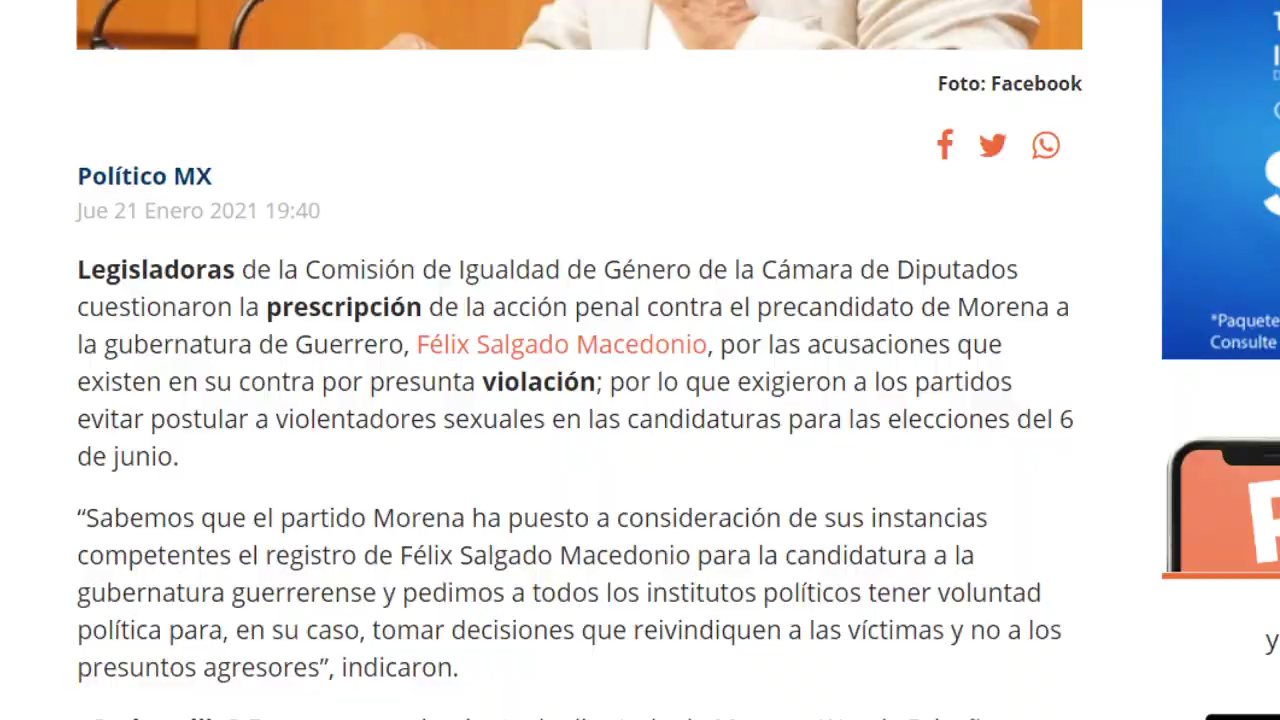 Foto: Facebook
Político MX
Jue 21 Enero 2021 19:40
Legisladoras de la Comisión de Igualdad de Género de la Cámara de Diputados
cuestionaron la prescripción de la acción penal contra el precandidato de Morena a
la gubernatura de Guerrero, Félix Salgado Macedonio, por las acusaciones que
existen en su contra por presunta violación; por lo que exigieron a los partidos
evitar postular a violentadores sexuales en las candidaturas para las elecciones del 6
de junio.
“Sabemos que el partido Morena ha puesto a consideración de sus instancias
competentes el registro de Félix Salgado Macedonio para la candidatura a la
gubernatura guerrerense y pedimos a todos los institutos políticos tener voluntad
política para, en su caso, tomar decisiones que reivindiquen a las víctimas y no a los
presuntos agresores”, indicaron.
*Paquete
Consulte
y